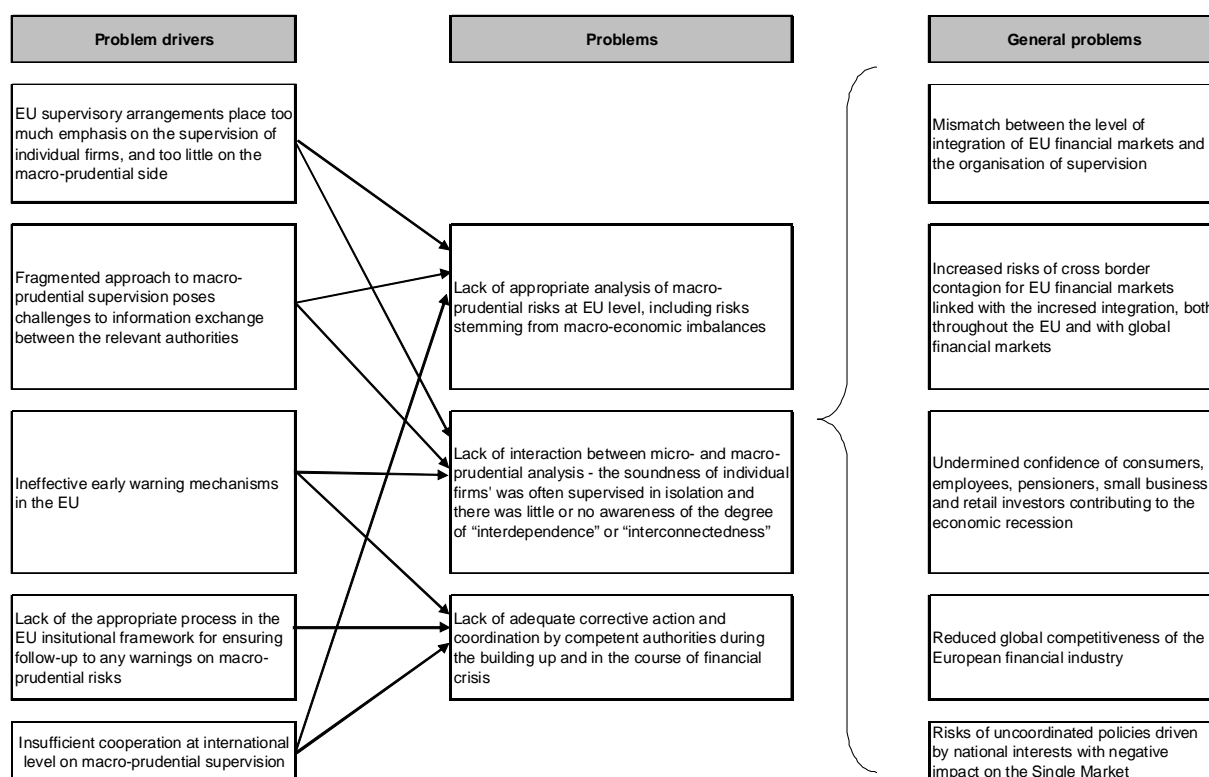 Problem drivers
Problems
General problems
EU supervisory arrangements place too
much emphasis on the supervision of
individual firms, and too little on the
macro-prudential side
Fragmented approach to macro-
prudential supervision poses
challenges to information exchange
between the relevant authorities
Ineffective early warning mechanisms
in the EU
Lack of the appropriate process in the
EU insitutional framework for ensuring
follow-up to any warnings on macro-
prudential risks
Insufficient cooperation at international
level on macro-prudential supervision
Lack of appropriate analysis of macro-
prudential risks at EU level, including risks
stemming from macro-economic imbalances
Lack of interaction between micro- and macro-
prudential analysis - the soundness of individual
firms' was often supervised in isolation and
there was little or no awareness of the degree
of “interdependence” or “interconnectedness”
Lack of adequate corrective action and
coordination by competent authorities during
the building up and in the course of financial
crisis
Mismatch between the level of
integration of EU financial markets and
the organisation of supervision
Increased risks of cross border
contagion for EU financial markets
linked with the incresed integration, both
throughout the EU and with global
financial markets
Undermined confidence of consumers,
employees, pensioners, small business
and retail investors contributing to the
economic recession
Reduced global competitiveness of the
European financial industry
Risks of uncoordinated policies driven
by national interests with negative
impact on the Single Market